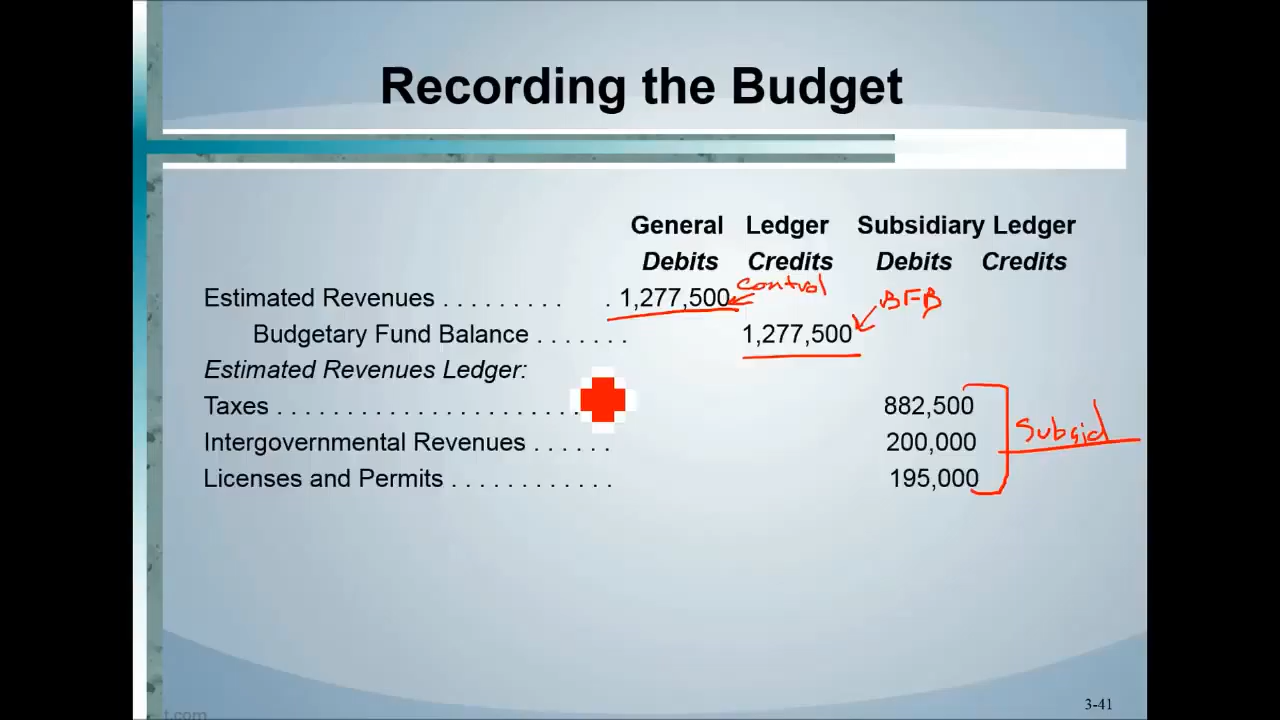 Recording the Budget
General Ledger Subsidiary Ledger
Debits Credits Debits Credits
control
Estimated Revenues . . . . . . . . . . 1,277,500
BFB
Budgetary Fund Balance . . . . . . . 1,277,500
Estimated Revenues Ledger:
Taxes . . . . . . . . . . . . . . . . . . . . . . 882,500
Subsid
Intergovernmental Revenues . . . . . . 200,000
Licenses and Permits . . . . . . . . . . . . 195,000
3-41
t.com